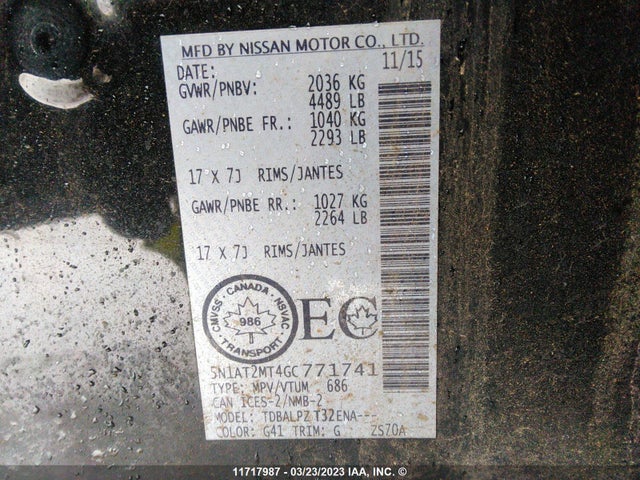 MFD BY NISSAN MOTOR CO., LTD.
DATE: 11/15
GVWR/PNBV: 2036 KG
4489 LB
GAWR/PNBE FR.: 1040 KG
2293 LB
17 X 7J RIMS/JANTES
GAWR/PNBE RR.: 1027 KG
2264 LB
17 X 7J RIMS/JANTES
CANADA
CMVSS · NSVAC
986
TRANSPORT
EC
5N1AT2MT4GC771741
TYPE: MPV/VTUM 686
CAN ICES-2/NMB-2
MODEL: TDBALPZ T32ENA---
COLOR: G41 TRIM: G ZS70A
11717987 — 03/23/2023 IAA, INC. ©